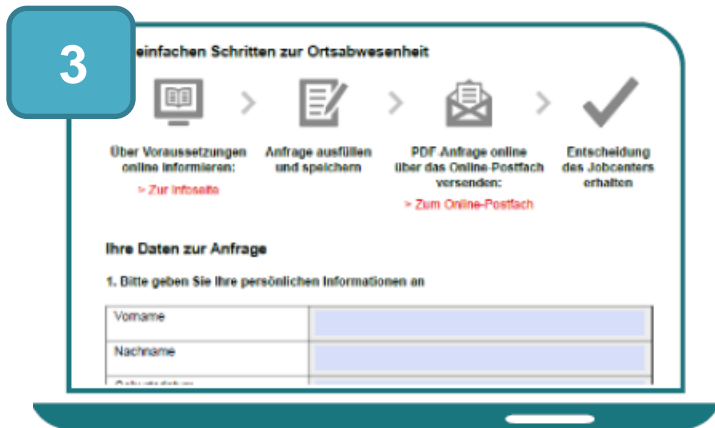 3
einfachen Schritten zur Ortsabwesenheit
Über Voraussetzungen
online informieren:
> Zur Infoseite
Anfrage ausfüllen
und speichern
PDF-Anfrage online
über das Online-Postfach
versenden:
> Zum Online-Postfach
Entscheidung
des Jobcenters
erhalten
Ihre Daten zur Anfrage
1. Bitte geben Sie Ihre persönlichen Informationen an
Vorname
Nachname